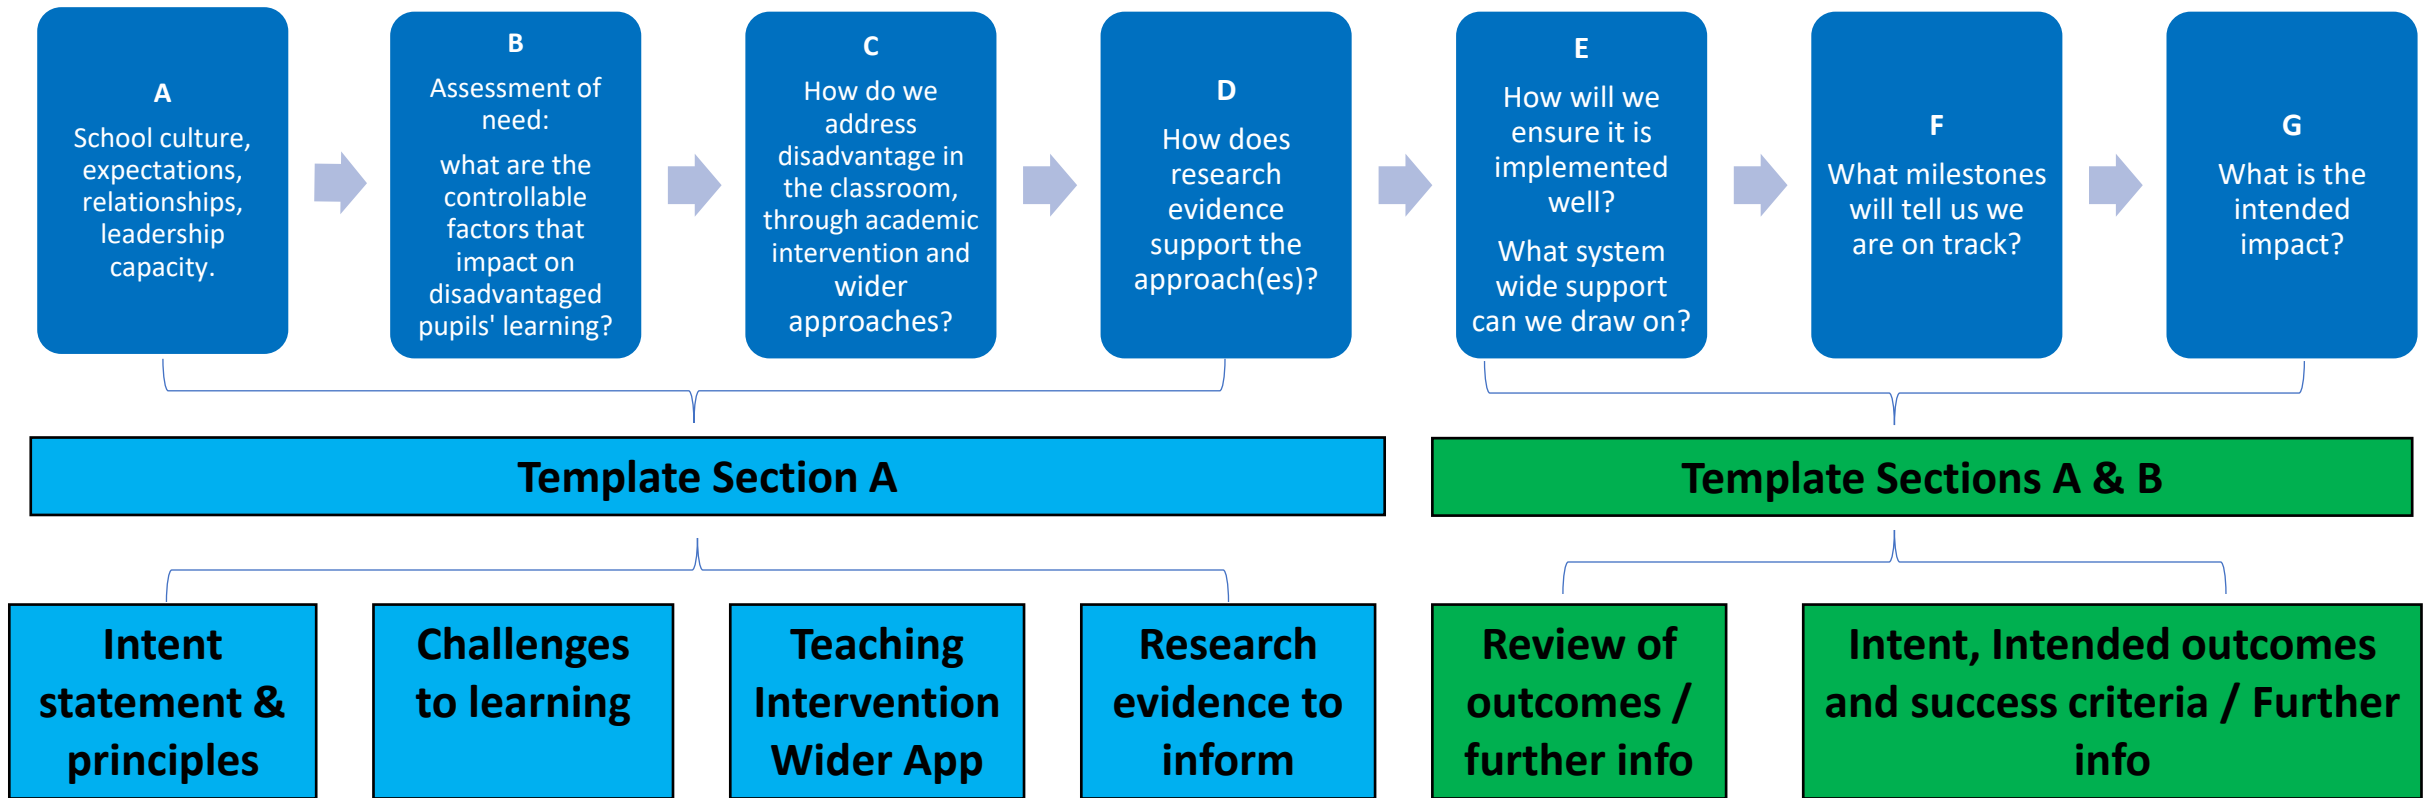 A
School culture,
expectations,
relationships,
leadership
capacity.
B
Assessment of
need:
what are the
controllable
factors that
impact on
disadvantaged
pupils' learning?
C
How do we
address
disadvantage in
the classroom,
through academic
intervention and
wider
approaches?
D
How does
research
evidence
support the
approach(es)?
E
How will we
ensure it is
implemented
well?
What system
wide support
can we draw on?
F
What milestones
will tell us we
are on track?
G
What is the
intended
impact?
Template Section A
Template Sections A & B
Intent
statement &
principles
Challenges
to learning
Teaching
Intervention
Wider App
Research
evidence to
inform
Review of
outcomes /
further info
Intent, Intended outcomes
and success criteria / Further
info